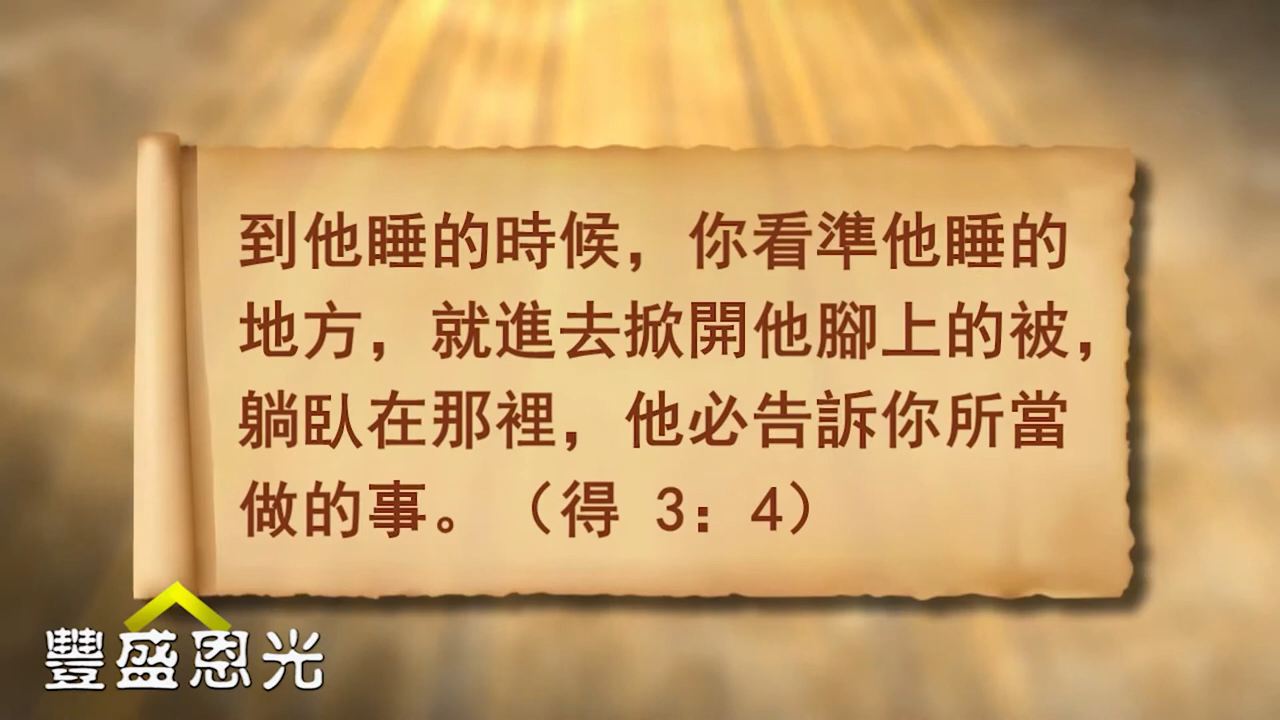 到他睡的時候，你看準他睡的
地方，就進去掀開他腳上的被，
躺臥在那裡，他必告訴你所當
做的事。（得 3：4）
豐盛恩光